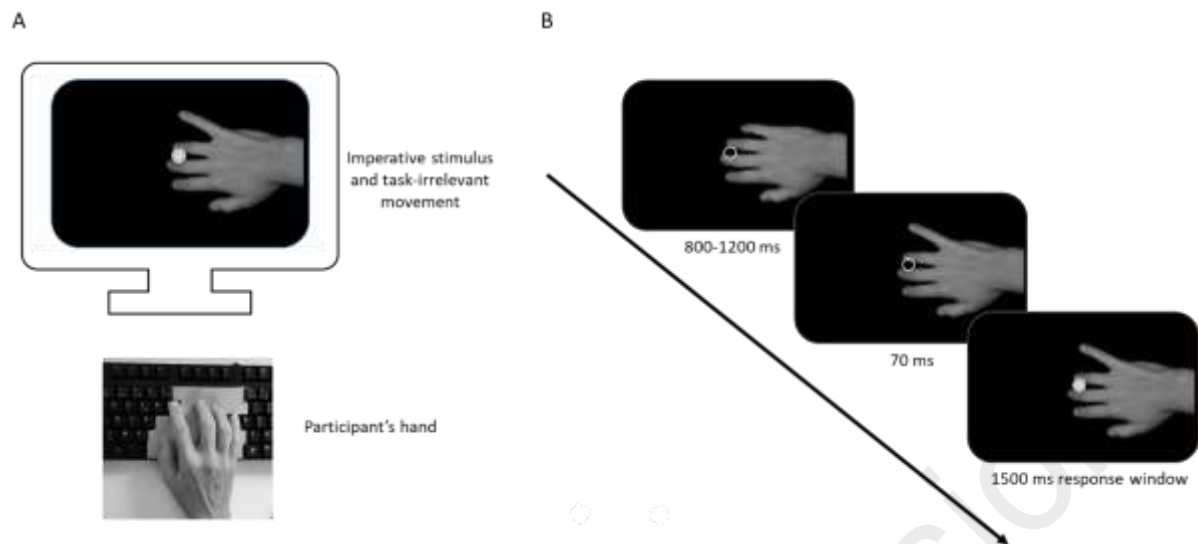 A
B
Imperative stimulus
and task-irrelevant
movement
800-1200 ms
70 ms
1500 ms response window
Participant's hand